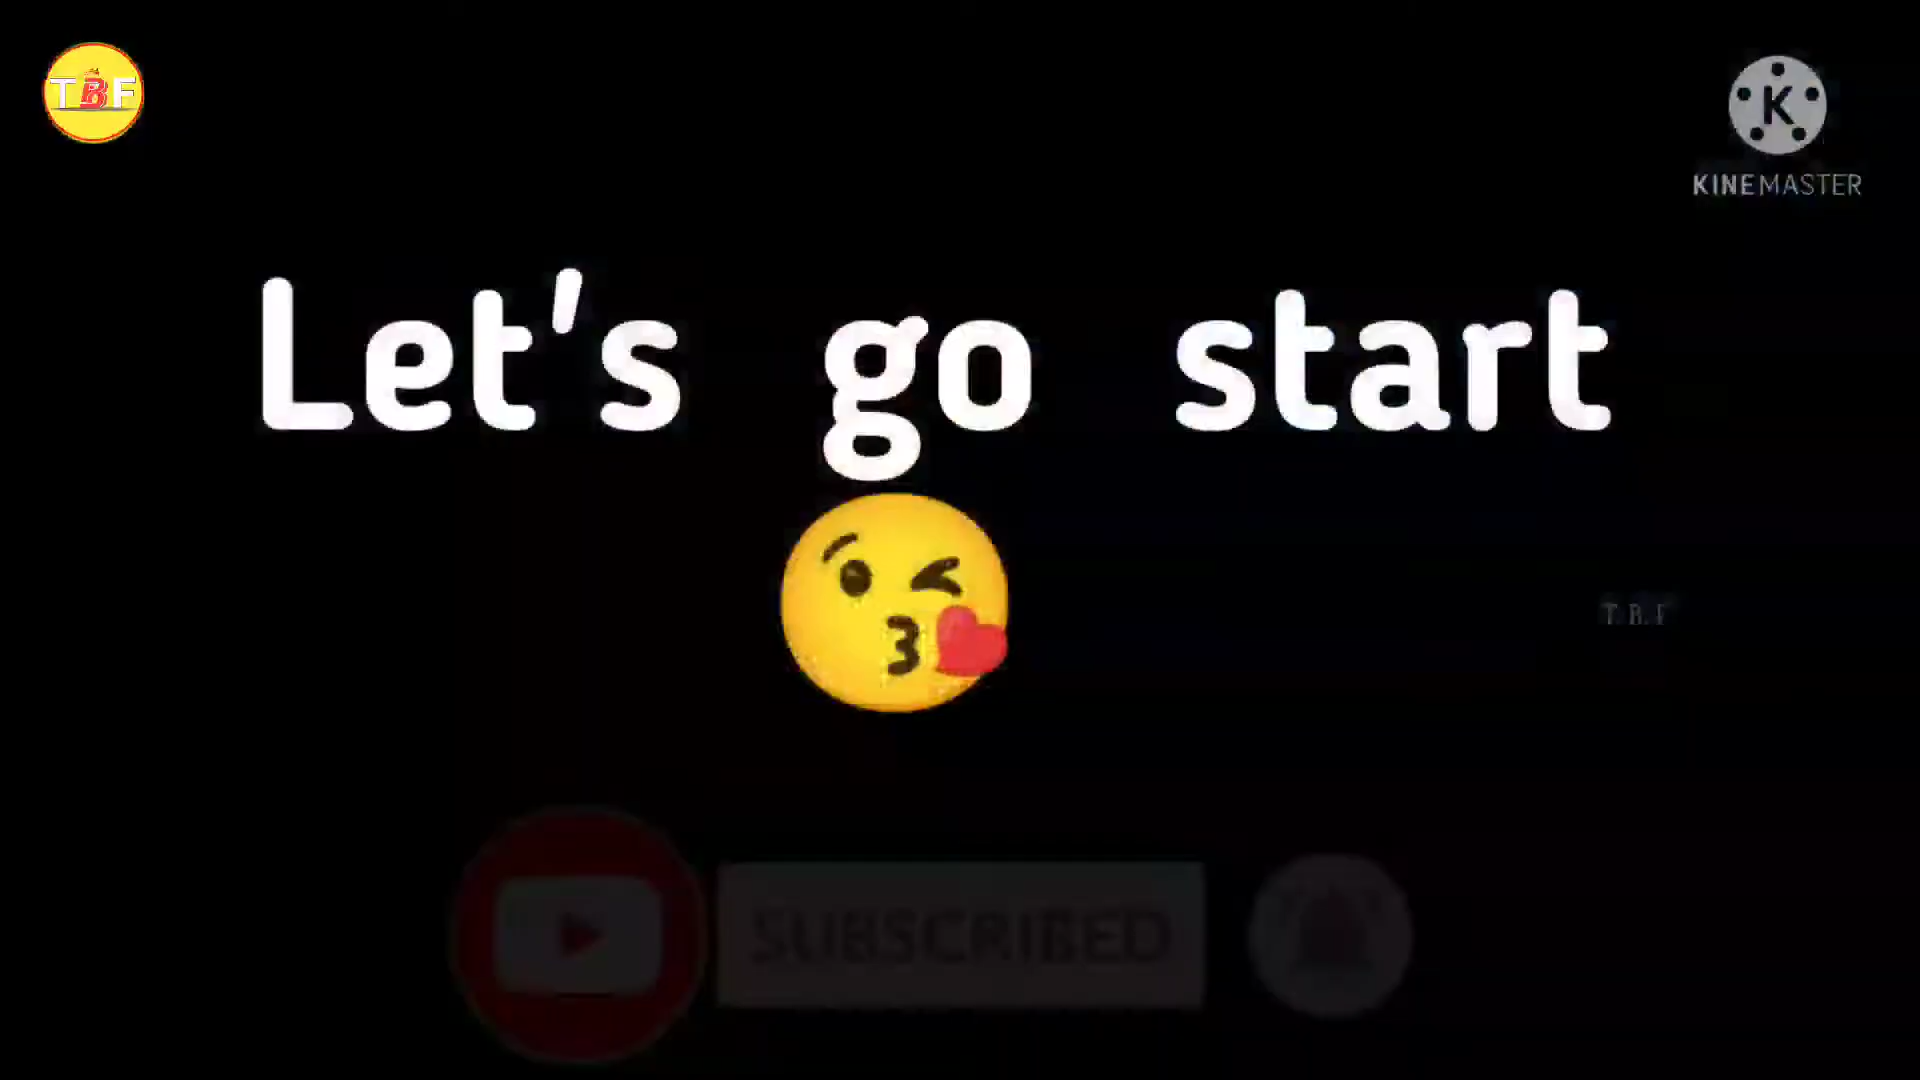 TBF
K
KINEMASTER
Let's go start
T.B.F
SUBSCRIBED